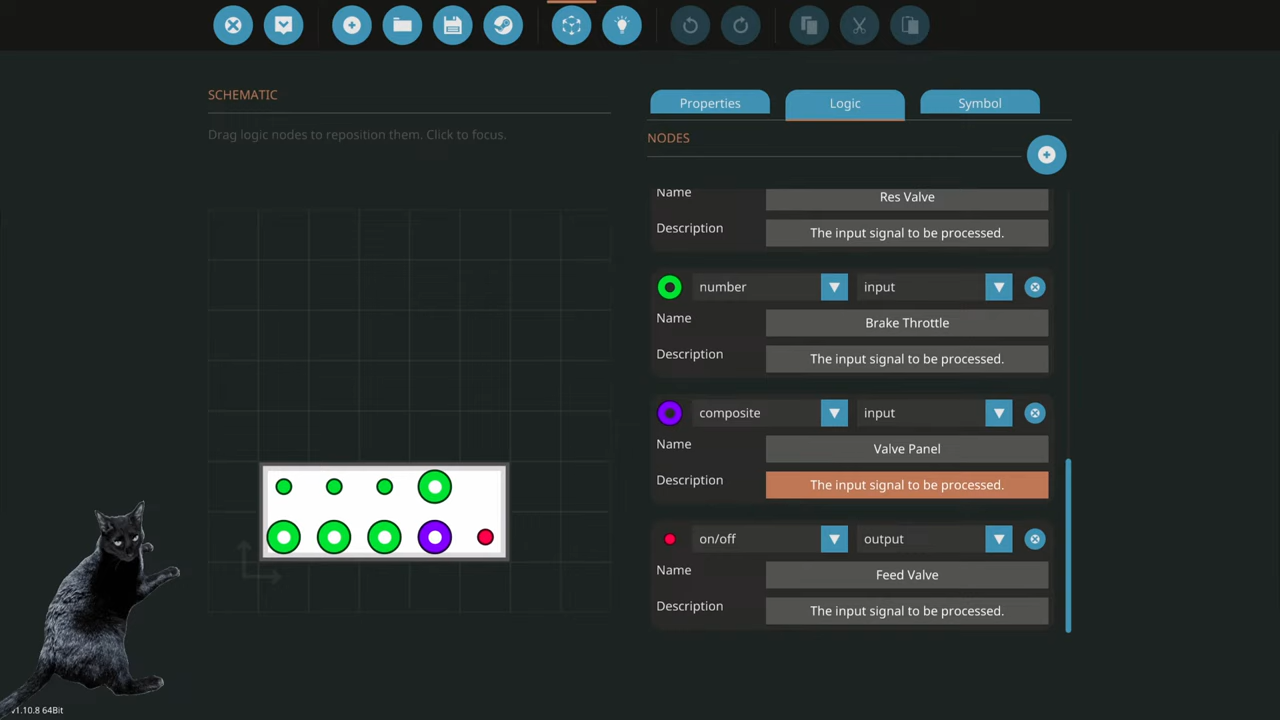 SCHEMATIC
Drag logic nodes to reposition them. Click to focus.
Properties
Logic
Symbol
NODES
Name
Res Valve
Description
The input signal to be processed.
number
input
Name
Brake Throttle
Description
The input signal to be processed.
composite
input
Name
Valve Panel
Description
The input signal to be processed.
on/off
output
Name
Feed Valve
Description
The input signal to be processed.
v1.10.8 64Bit